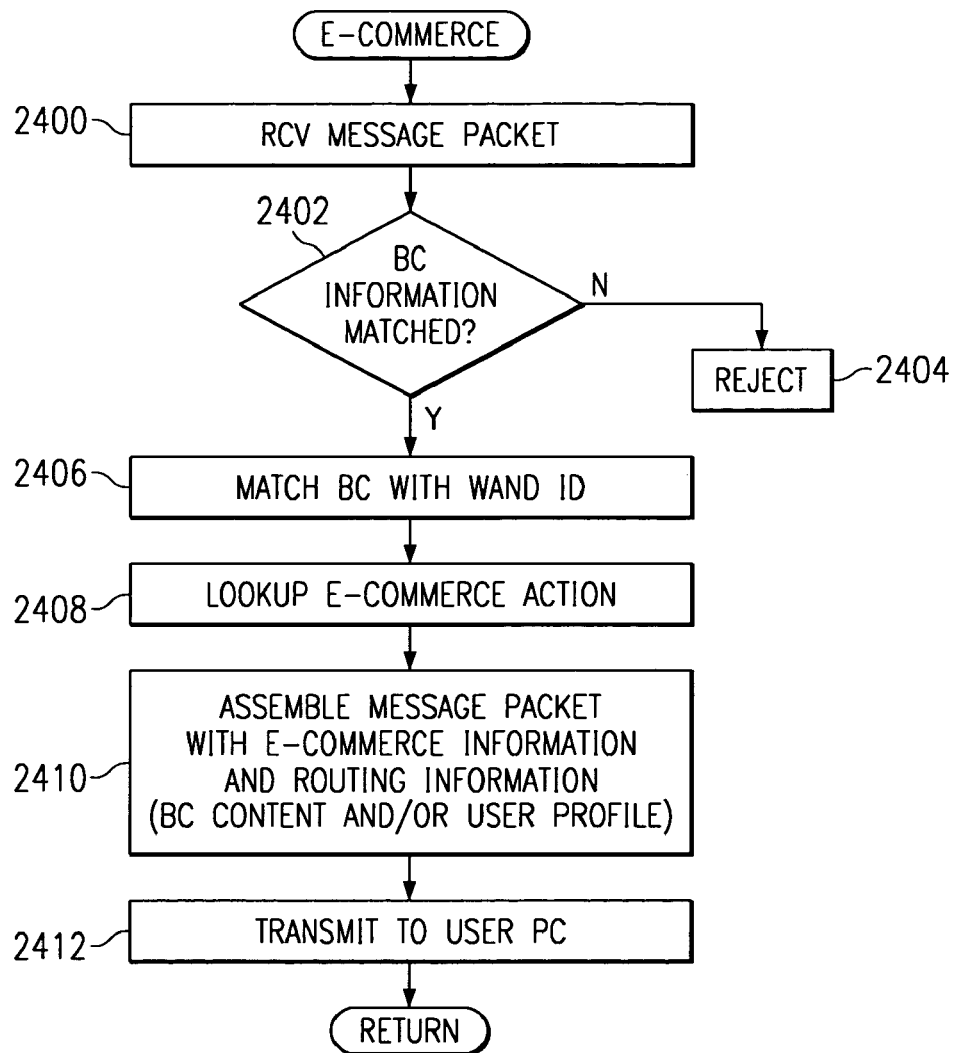 E-COMMERCE
2400
RCV MESSAGE PACKET
2402
BC
INFORMATION
MATCHED?
N
REJECT
2404
Y
2406
MATCH BC WITH WAND ID
2408
LOOKUP E-COMMERCE ACTION
2410
ASSEMBLE MESSAGE PACKET
WITH E-COMMERCE INFORMATION
AND ROUTING INFORMATION
(BC CONTENT AND/OR USER PROFILE)
2412
TRANSMIT TO USER PC
RETURN